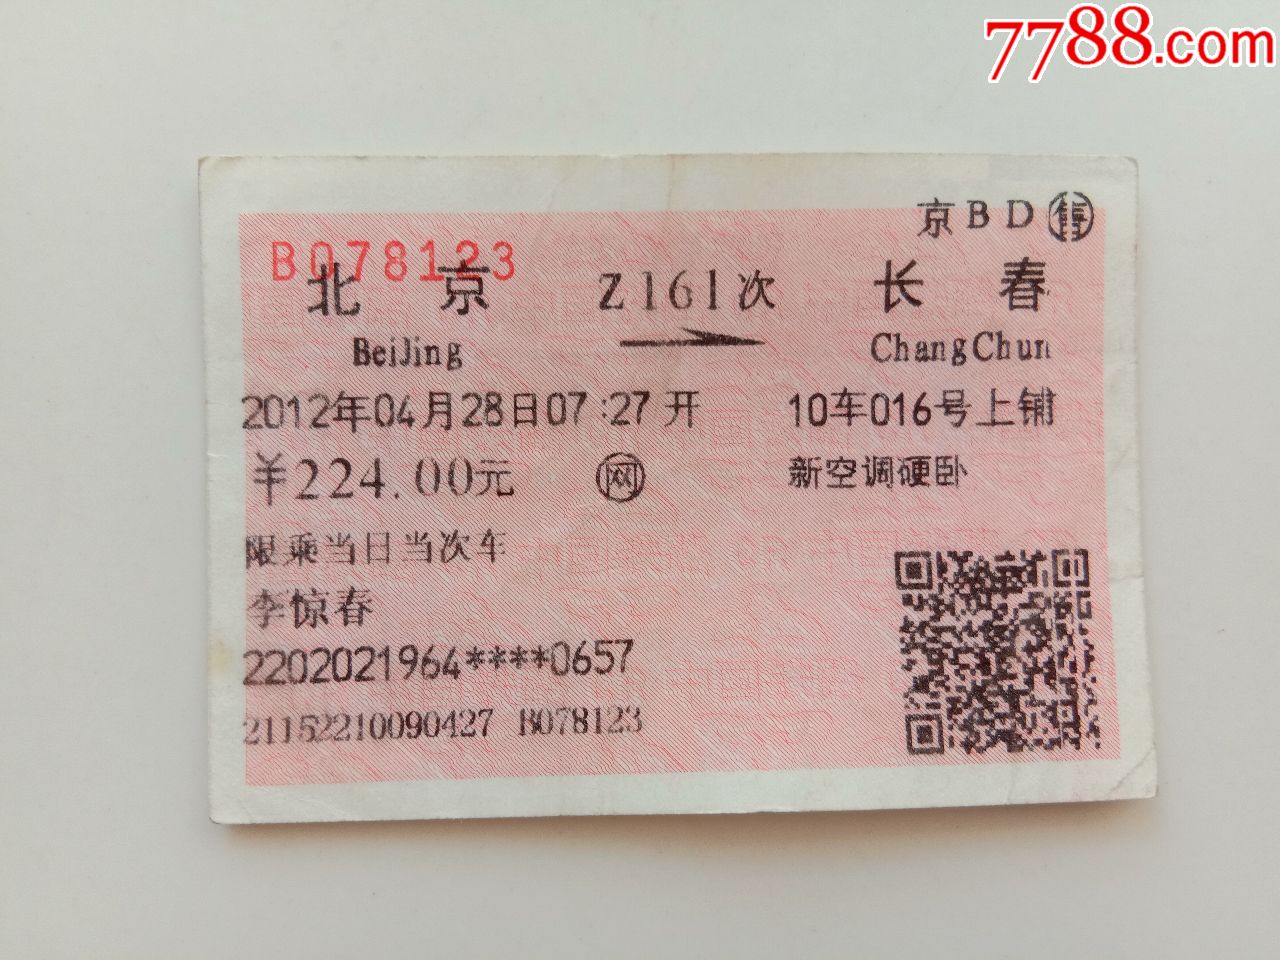 7788.com
京BD售
B078123
北京 Z161次 长春
BeiJing ChangChun
2012年04月28日07:27开 10车016号上铺
¥224.00元 网 新空调硬卧
限乘当日当次车
李惊春
2202021964****0657
21152210090427 B078123